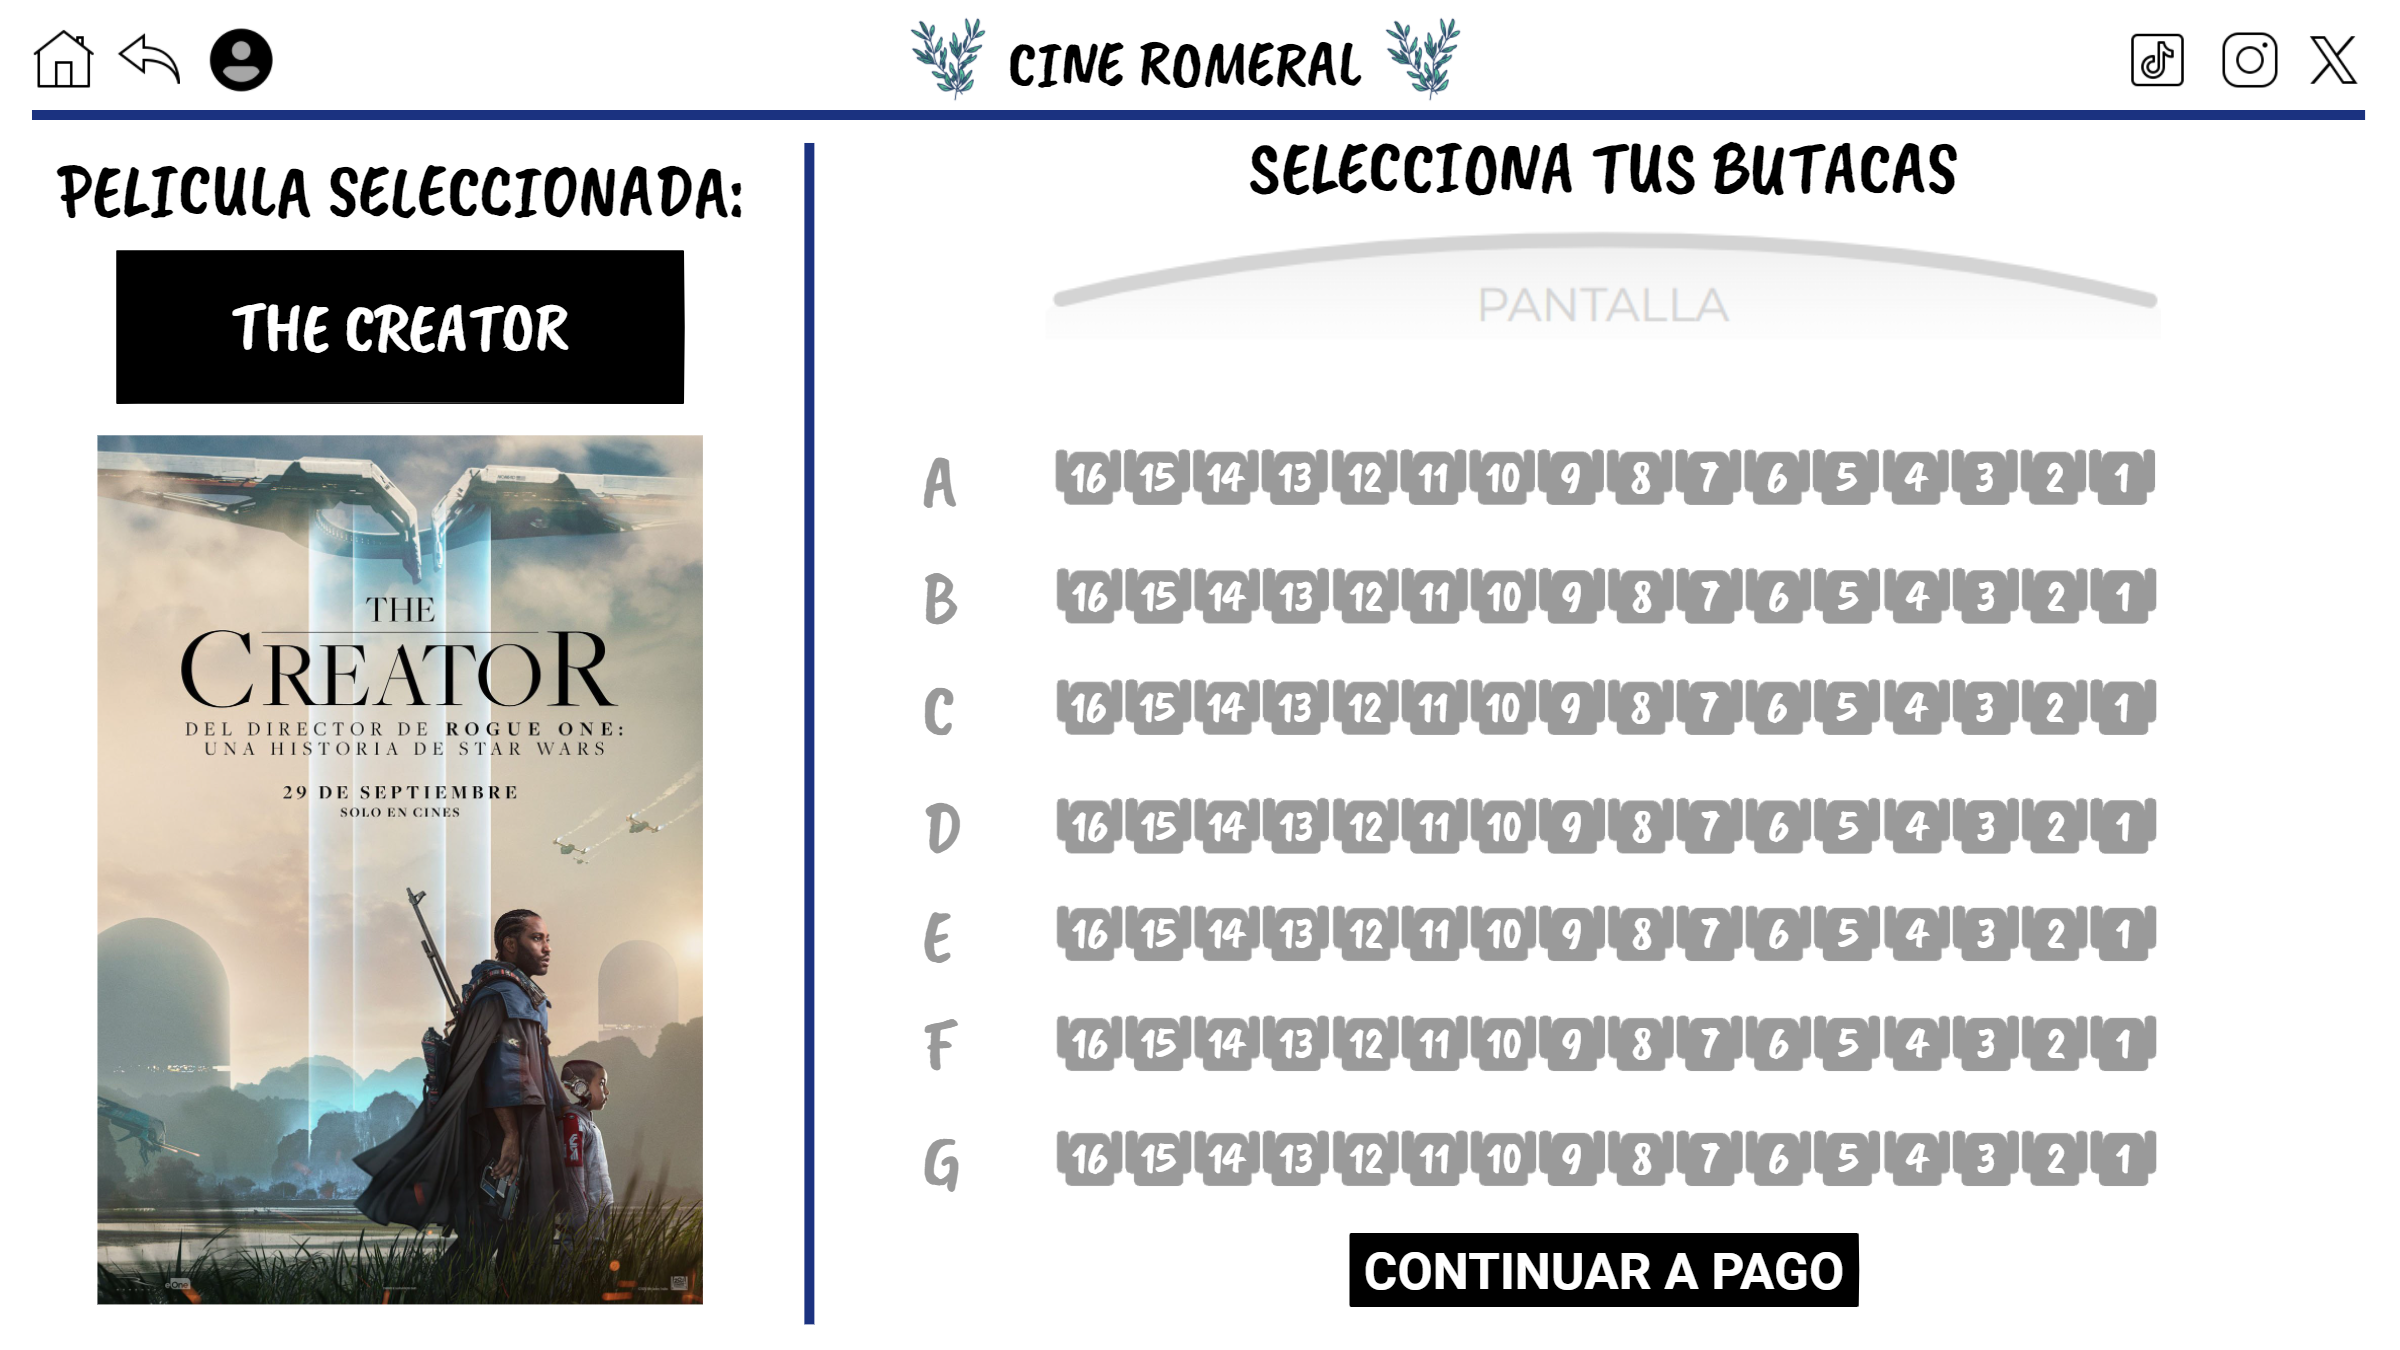 CINE ROMERAL
PELICULA SELECCIONADA:
THE CREATOR
THE
CREATOR
DEL DIRECTOR DE ROGUE ONE:
UNA HISTORIA DE STAR WARS
29 DE SEPTIEMBRE
SOLO EN CINES
eOne
SELECCIONA TUS BUTACAS
PANTALLA
A 16 15 14 13 12 11 10 9 8 7 6 5 4 3 2 1
B 16 15 14 13 12 11 10 9 8 7 6 5 4 3 2 1
C 16 15 14 13 12 11 10 9 8 7 6 5 4 3 2 1
D 16 15 14 13 12 11 10 9 8 7 6 5 4 3 2 1
E 16 15 14 13 12 11 10 9 8 7 6 5 4 3 2 1
F 16 15 14 13 12 11 10 9 8 7 6 5 4 3 2 1
G 16 15 14 13 12 11 10 9 8 7 6 5 4 3 2 1
CONTINUAR A PAGO